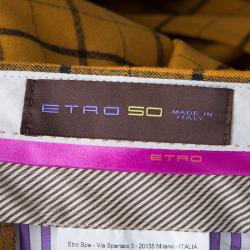 ETRO 50 MADE IN ITALY
ETRO
Etro Spa - Via Spartaco 3 - 20135 Milano - ITALIA